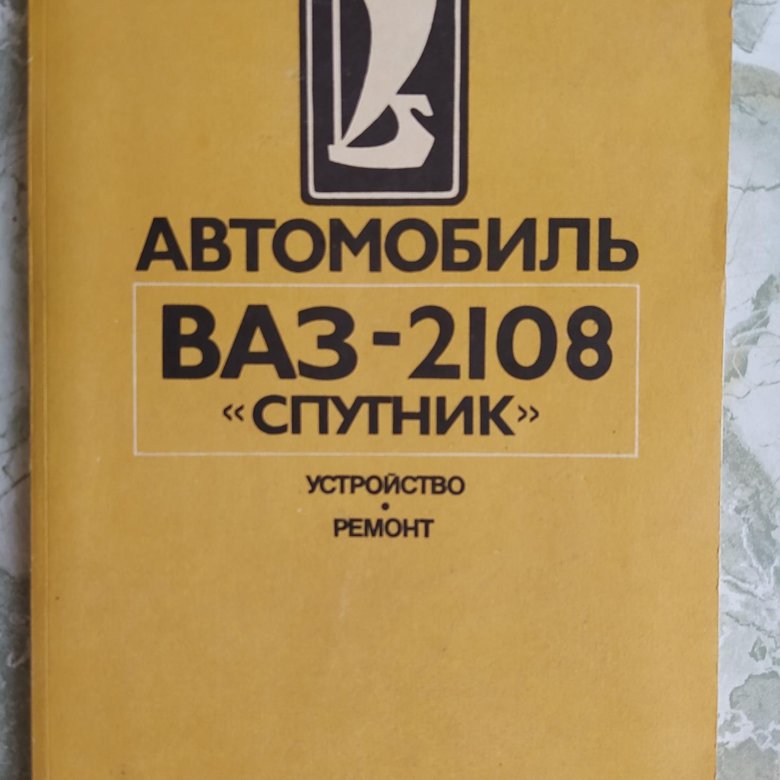 АВТОМОБИЛЬ
ВАЗ-2108
«СПУТНИК»
УСТРОЙСТВО
•
РЕМОНТ